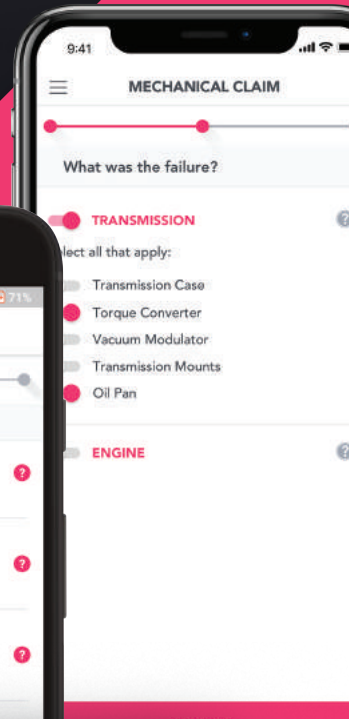 9:41
MECHANICAL CLAIM
What was the failure?
TRANSMISSION ?
lect all that apply:
Transmission Case
Torque Converter
Vacuum Modulator
Transmission Mounts
Oil Pan
ENGINE ?
71%
?
?
?